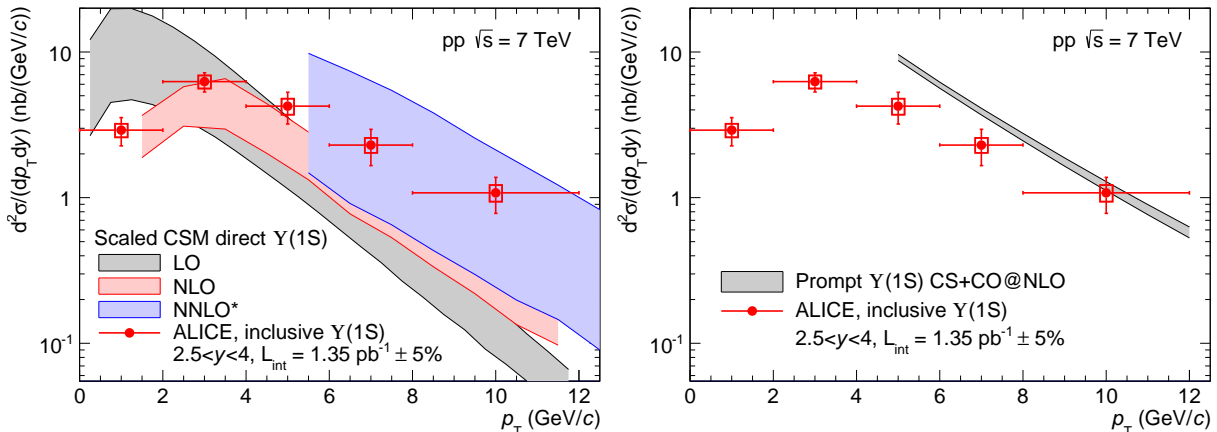 pp √s = 7 TeV
d²σ/(dp_T dy) (nb/(GeV/c))
10
1
10⁻¹
Scaled CSM direct ϒ(1S)
LO
NLO
NNLO*
ALICE, inclusive ϒ(1S)
2.5<y<4, L_int = 1.35 pb⁻¹ ± 5%
0 2 4 6 8 10 12
p_T (GeV/c)
pp √s = 7 TeV
d²σ/(dp_T dy) (nb/(GeV/c))
10
1
10⁻¹
Prompt ϒ(1S) CS+CO@NLO
ALICE, inclusive ϒ(1S)
2.5<y<4, L_int = 1.35 pb⁻¹ ± 5%
0 2 4 6 8 10 12
p_T (GeV/c)